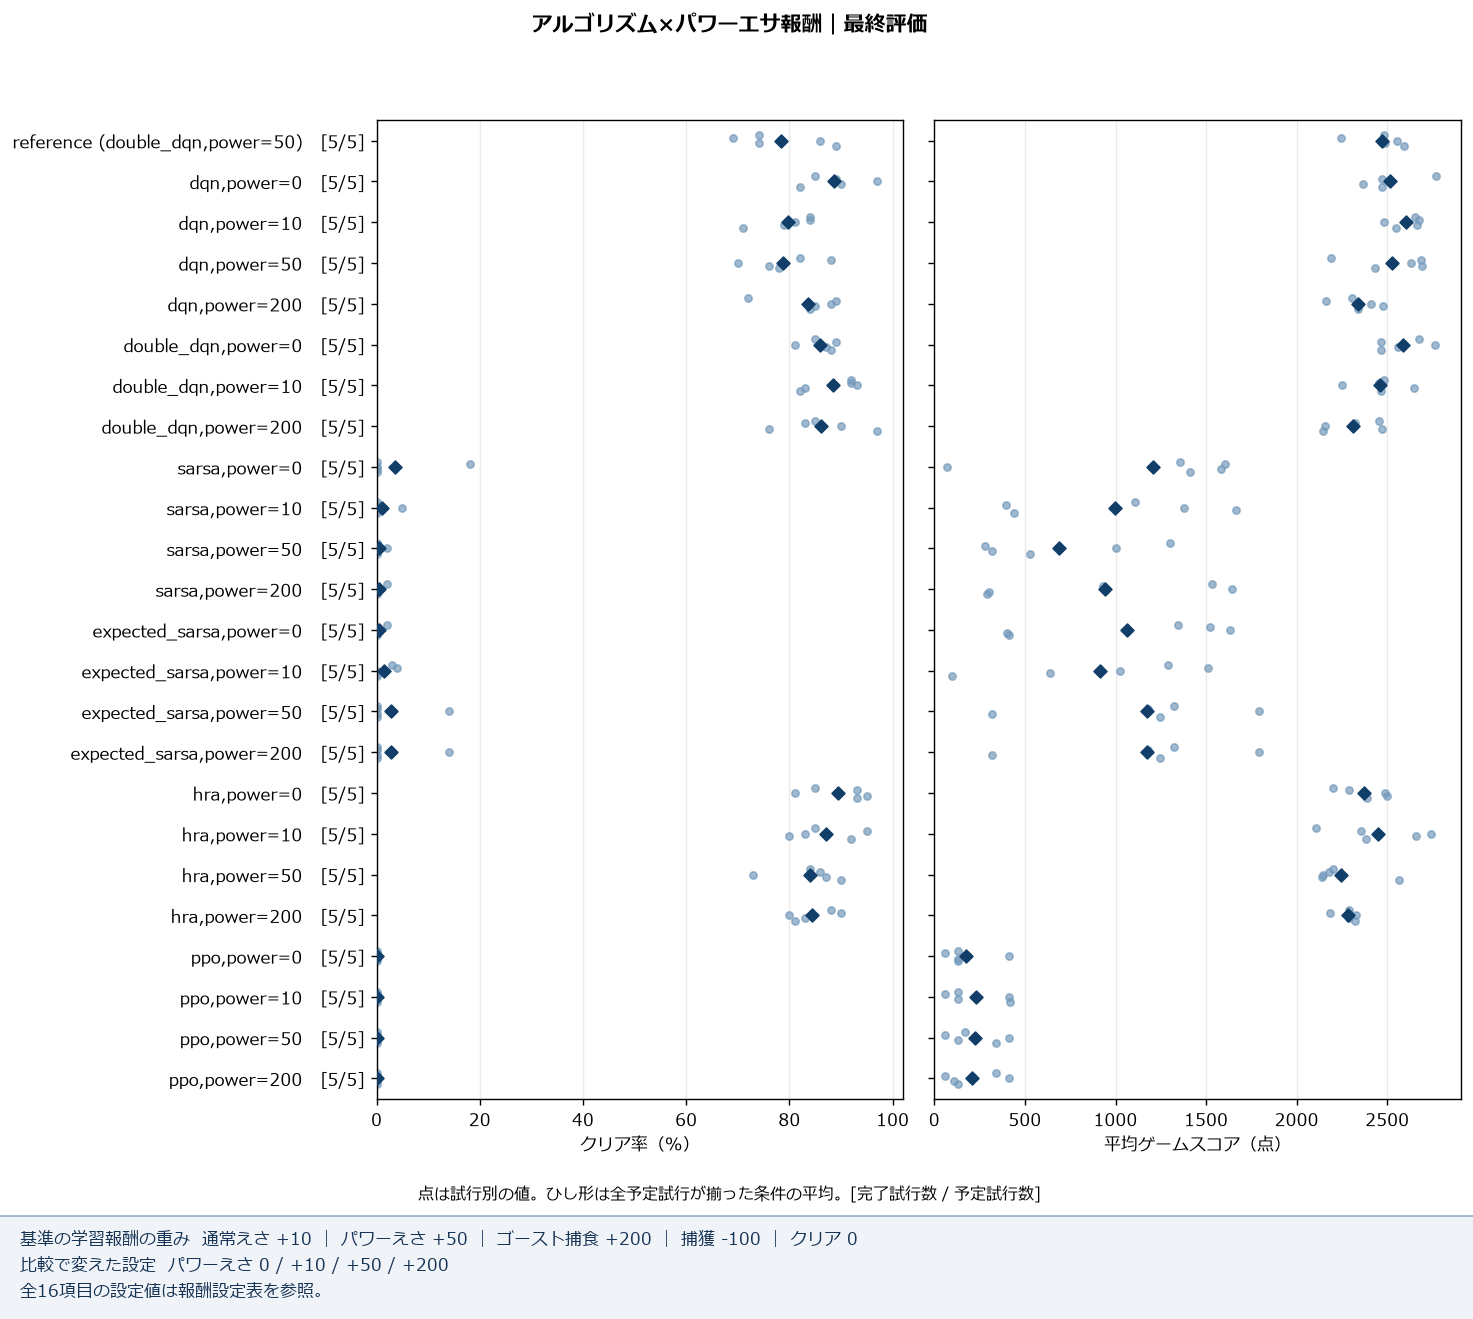 アルゴリズム×パワーエサ報酬｜最終評価
reference (double_dqn,power=50) [5/5]
dqn,power=0 [5/5]
dqn,power=10 [5/5]
dqn,power=50 [5/5]
dqn,power=200 [5/5]
double_dqn,power=0 [5/5]
double_dqn,power=10 [5/5]
double_dqn,power=200 [5/5]
sarsa,power=0 [5/5]
sarsa,power=10 [5/5]
sarsa,power=50 [5/5]
sarsa,power=200 [5/5]
expected_sarsa,power=0 [5/5]
expected_sarsa,power=10 [5/5]
expected_sarsa,power=50 [5/5]
expected_sarsa,power=200 [5/5]
hra,power=0 [5/5]
hra,power=10 [5/5]
hra,power=50 [5/5]
hra,power=200 [5/5]
ppo,power=0 [5/5]
ppo,power=10 [5/5]
ppo,power=50 [5/5]
ppo,power=200 [5/5]
0 20 40 60 80 100
クリア率（%）
0 500 1000 1500 2000 2500
平均ゲームスコア（点）
点は試行別の値。ひし形は全予定試行が揃った条件の平均。[完了試行数 / 予定試行数]
基準の学習報酬の重み 通常えさ +10 ｜ パワーえさ +50 ｜ ゴースト捕食 +200 ｜ 捕獲 -100 ｜ クリア 0
比較で変えた設定 パワーえさ 0 / +10 / +50 / +200
全16項目の設定値は報酬設定表を参照。